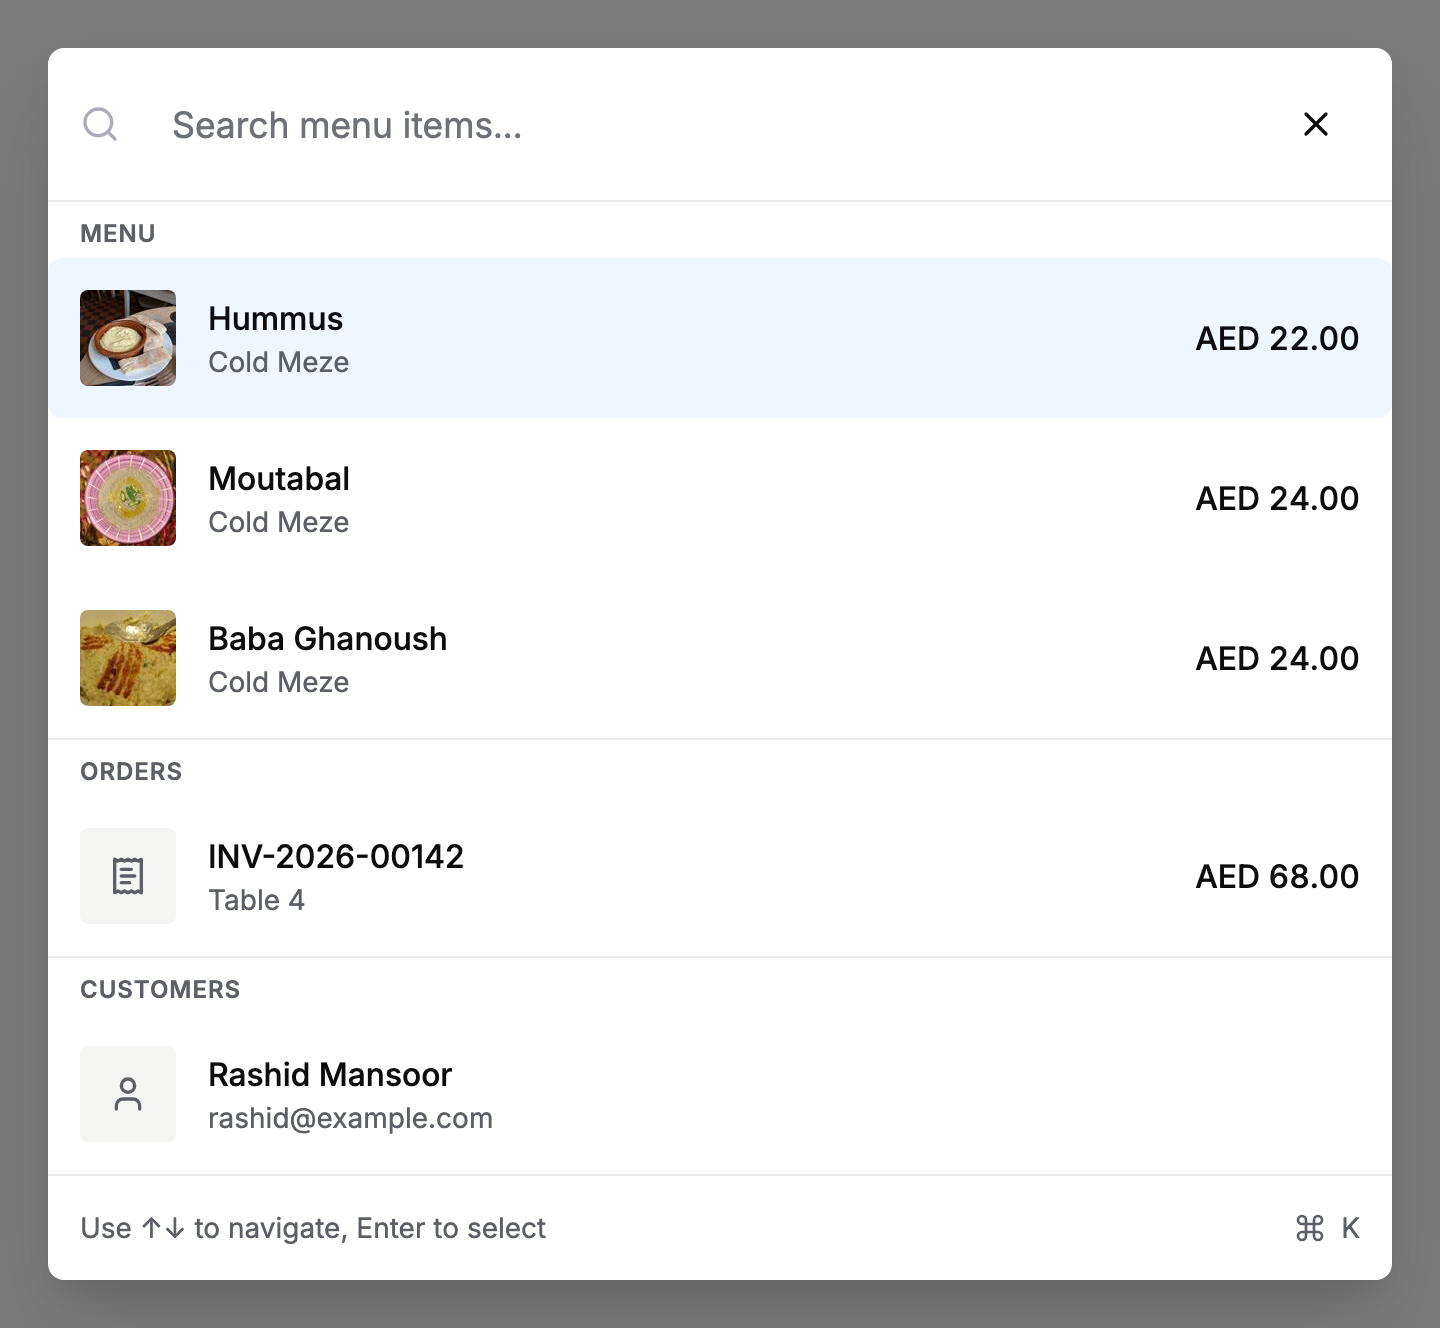 Search menu items...
MENU
Hummus
Cold Meze
AED 22.00
Moutabal
Cold Meze
AED 24.00
Baba Ghanoush
Cold Meze
AED 24.00
ORDERS
INV-2026-00142
Table 4
AED 68.00
CUSTOMERS
Rashid Mansoor
rashid@example.com
Use ↑↓ to navigate, Enter to select
⌘ K